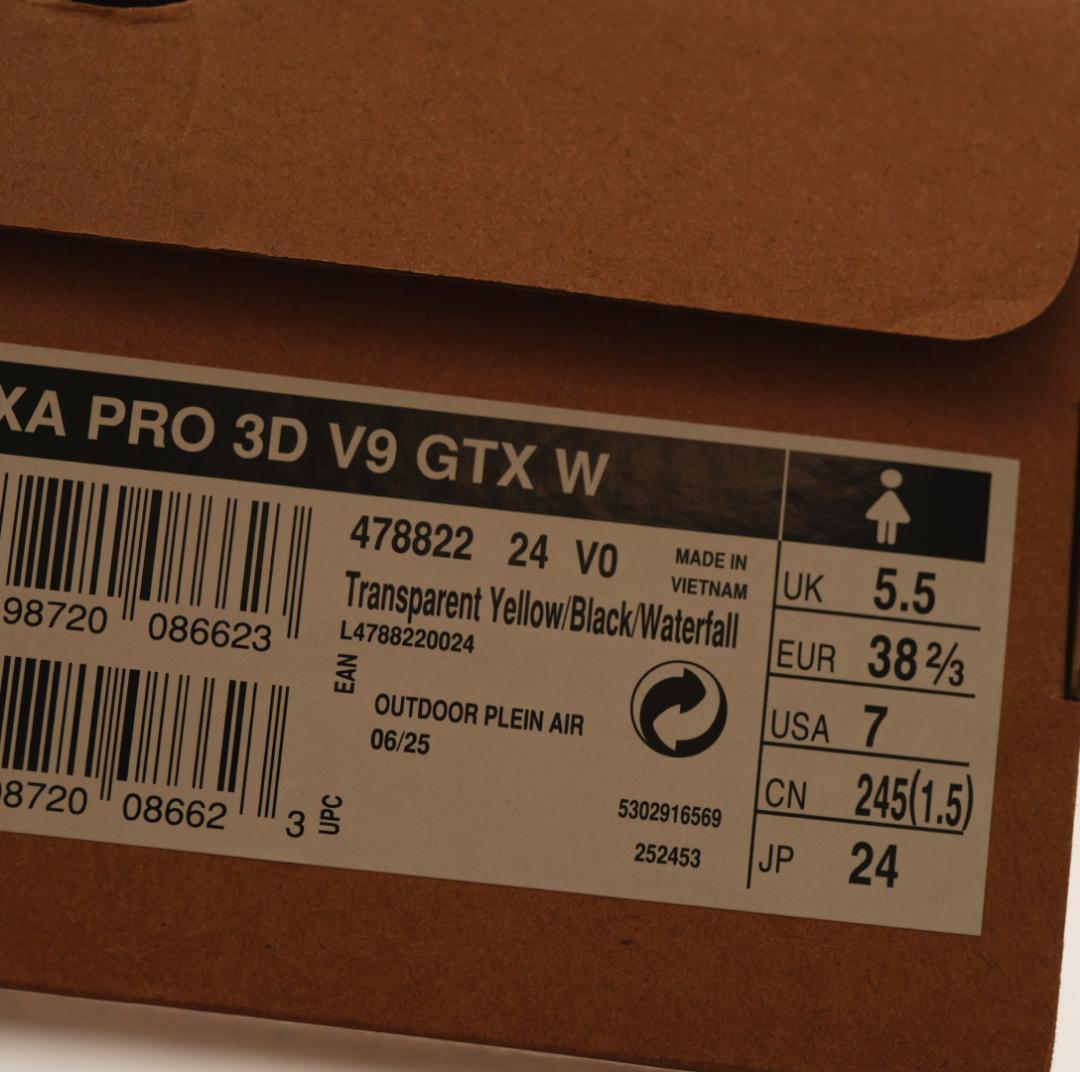 XA PRO 3D V9 GTX W
98720 086623
8720 08662 3
EAN
UPC
478822 24 V0
MADE IN
VIETNAM
Transparent Yellow/Black/Waterfall
L4788220024
OUTDOOR PLEIN AIR
06/25
5302916569
252453
UK 5.5
EUR 38 ⅔
USA 7
CN 245(1.5)
JP 24